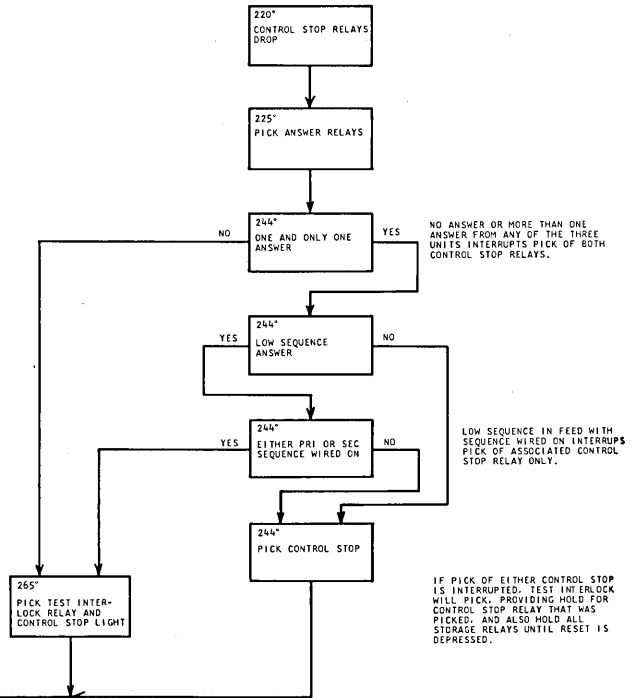 220°
CONTROL STOP RELAYS
DROP
225°
PICK ANSWER RELAYS
244°
ONE AND ONLY ONE
ANSWER
NO
YES
NO ANSWER OR MORE THAN ONE
ANSWER FROM ANY OF THE THREE
UNITS INTERRUPTS PICK OF BOTH
CONTROL STOP RELAYS.
244°
LOW SEQUENCE
ANSWER
YES
NO
244°
EITHER PRI OR SEC
SEQUENCE WIRED ON
YES
NO
LOW SEQUENCE IN FEED WITH
SEQUENCE WIRED ON INTERRUPS
PICK OF ASSOCIATED CONTROL
STOP RELAY ONLY.
244°
PICK CONTROL STOP
265°
PICK TEST INTER-
LOCK RELAY AND
CONTROL STOP LIGHT
IF PICK OF EITHER CONTROL STOP
IS INTERRUPTED, TEST INTERLOCK
WILL PICK, PROVIDING HOLD FOR
CONTROL STOP RELAY THAT WAS
PICKED, AND ALSO HOLD ALL
STORAGE RELAYS UNTIL RESET IS
DEPRESSED.